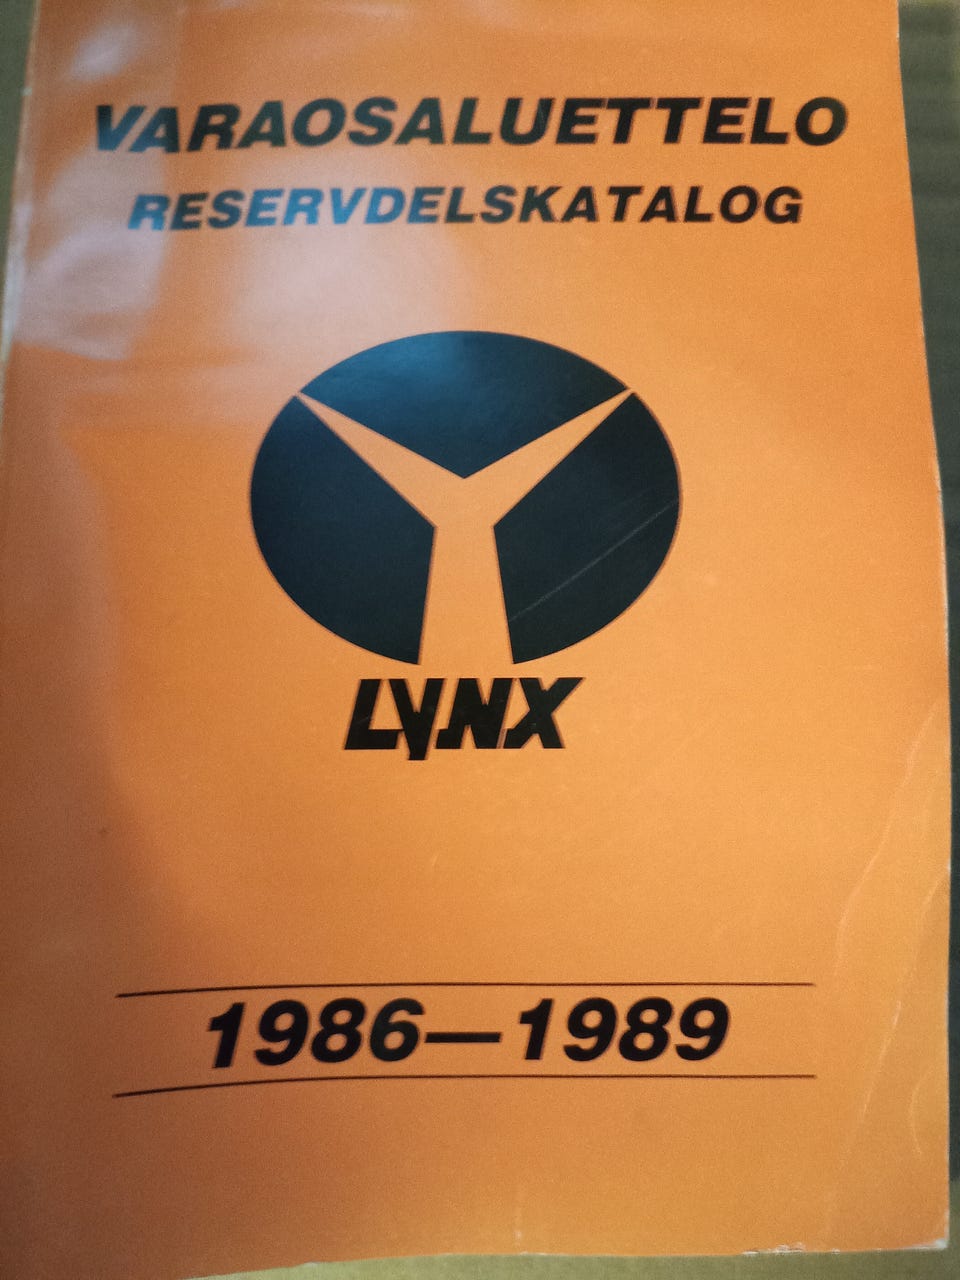 VARAOSALUETTELO
RESERVDELSKATALOG
LYNX
1986—1989